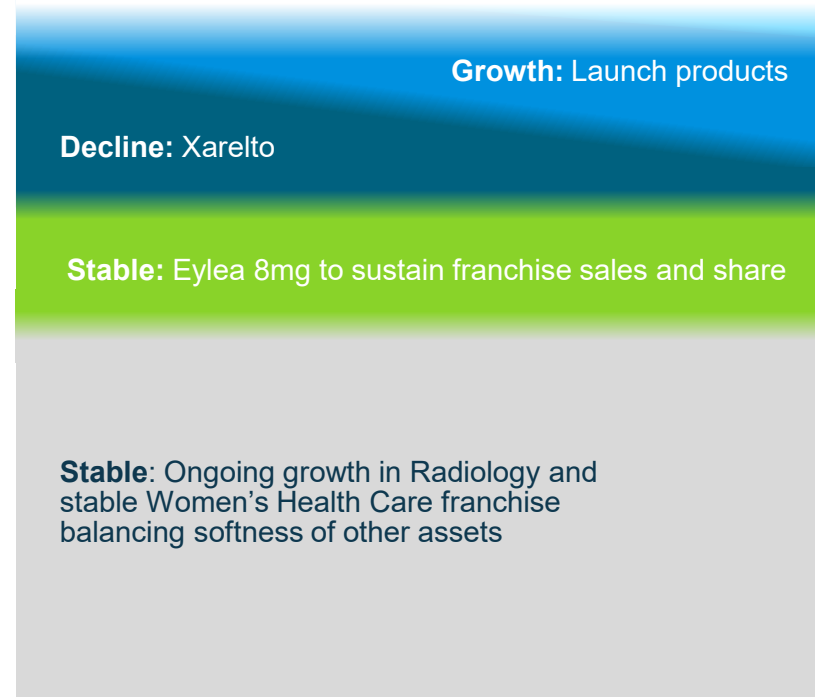 Growth: Launch products
Decline: Xarelto
Stable: Eylea 8mg to sustain franchise sales and share
Stable: Ongoing growth in Radiology and
stable Women’s Health Care franchise
balancing softness of other assets